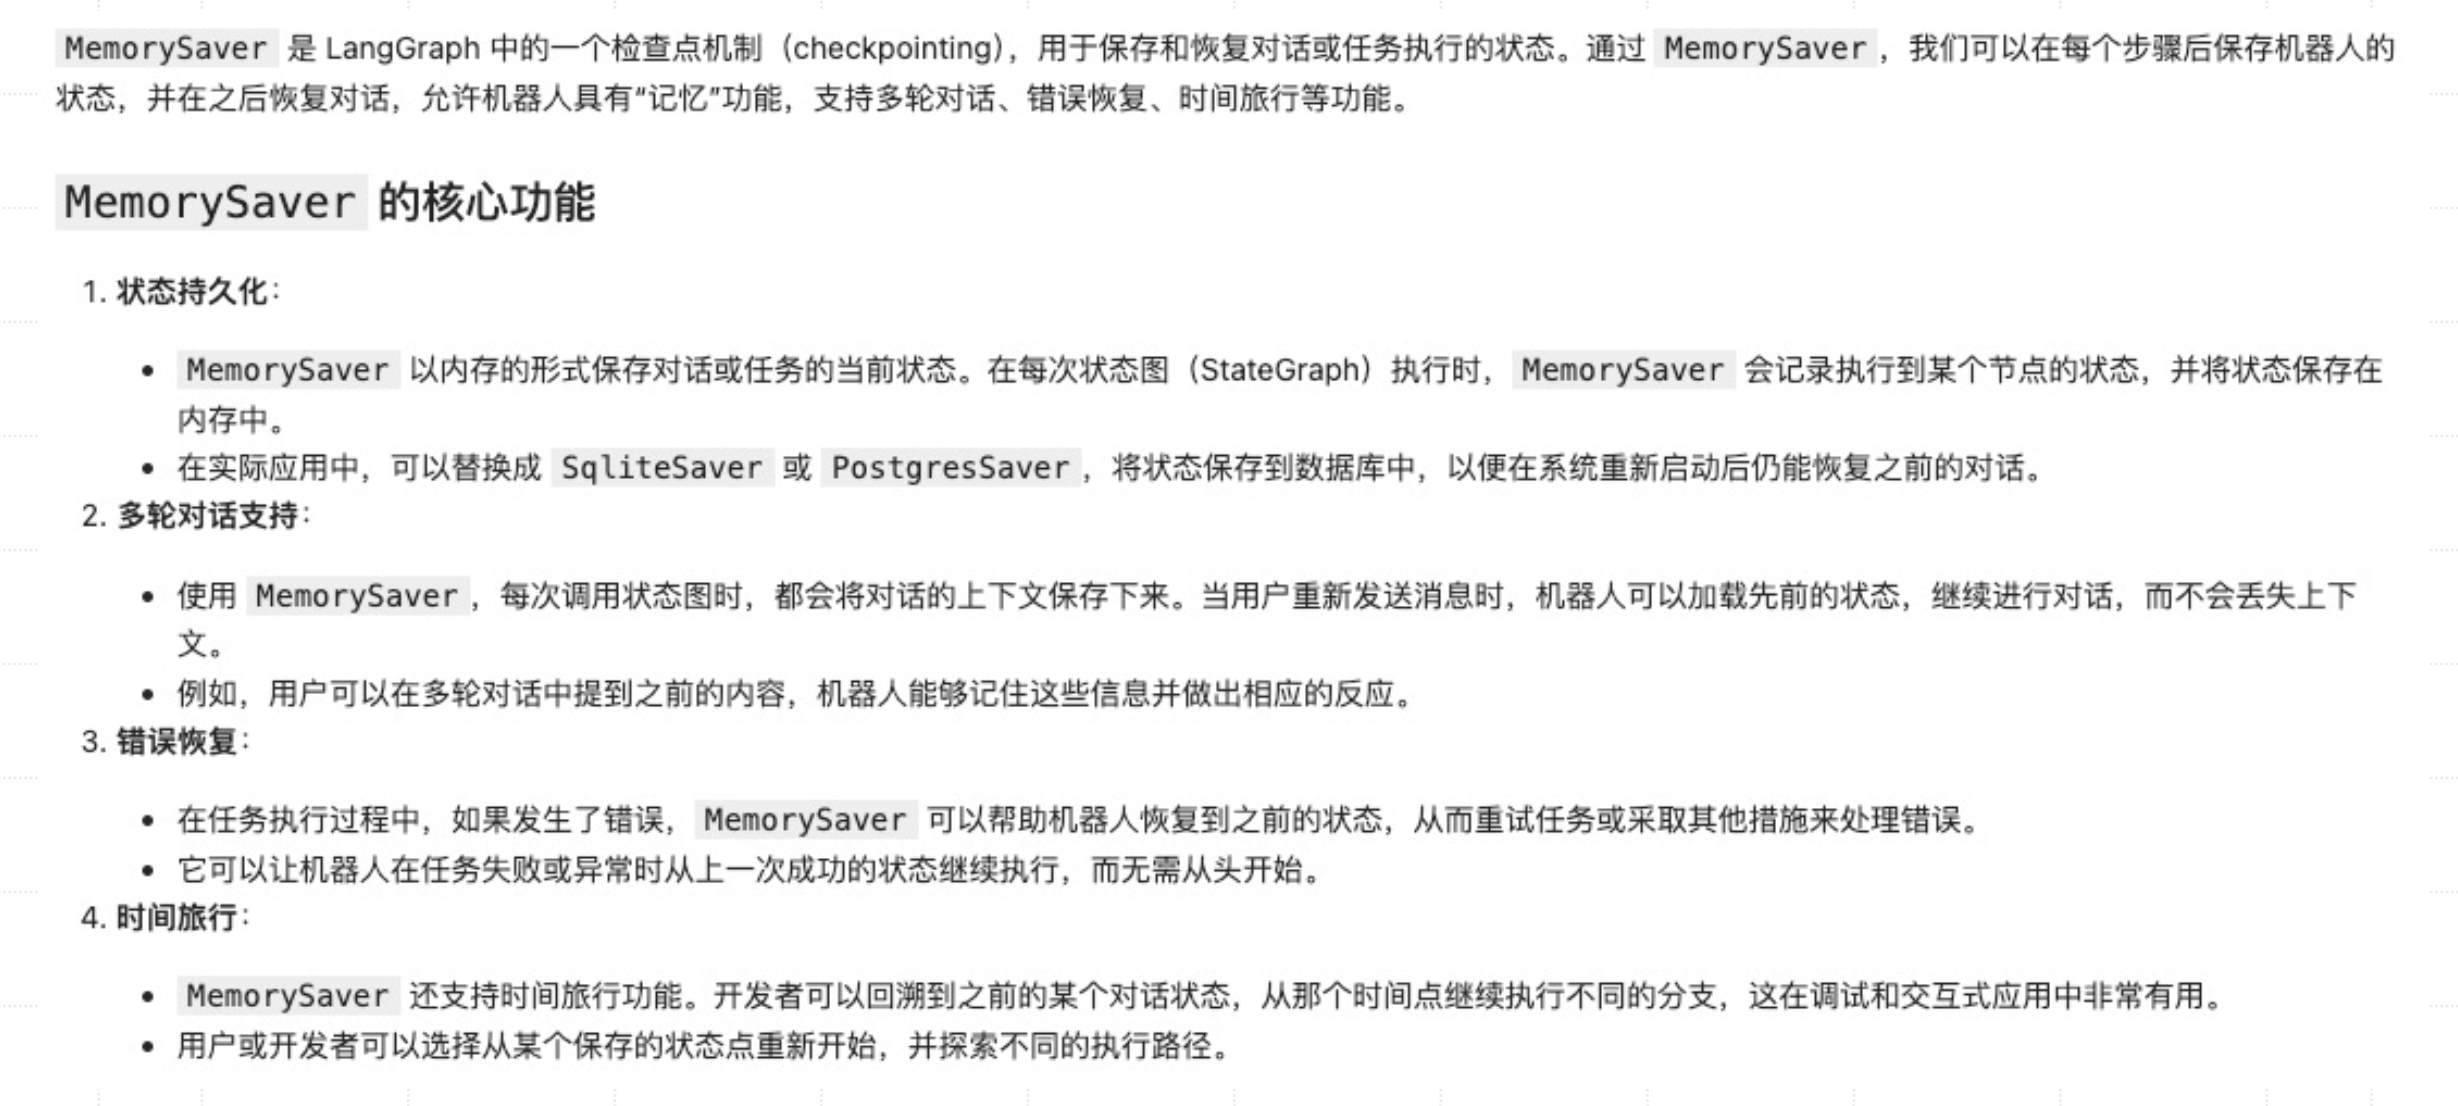 MemorySaver 是 LangGraph 中的一个检查点机制（checkpointing），用于保存和恢复对话或任务执行的状态。通过 MemorySaver，我们可以在每个步骤后保存机器人的
状态，并在之后恢复对话，允许机器人具有“记忆”功能，支持多轮对话、错误恢复、时间旅行等功能。
MemorySaver 的核心功能
1. 状态持久化：
• MemorySaver 以内存的形式保存对话或任务的当前状态。在每次状态图（StateGraph）执行时，MemorySaver 会记录执行到某个节点的状态，并将状态保存在
内存中。
• 在实际应用中，可以替换成 SqliteSaver 或 PostgresSaver，将状态保存到数据库中，以便在系统重新启动后仍能恢复之前的对话。
2. 多轮对话支持：
• 使用 MemorySaver，每次调用状态图时，都会将对话的上下文保存下来。当用户重新发送消息时，机器人可以加载先前的状态，继续进行对话，而不会丢失上下
文。
• 例如，用户可以在多轮对话中提到之前的内容，机器人能够记住这些信息并做出相应的反应。
3. 错误恢复：
• 在任务执行过程中，如果发生了错误，MemorySaver 可以帮助机器人恢复到之前的状态，从而重试任务或采取其他措施来处理错误。
• 它可以让机器人在任务失败或异常时从上一次成功的状态继续执行，而无需从头开始。
4. 时间旅行：
• MemorySaver 还支持时间旅行功能。开发者可以回溯到之前的某个对话状态，从那个时间点继续执行不同的分支，这在调试和交互式应用中非常有用。
• 用户或开发者可以选择从某个保存的状态点重新开始，并探索不同的执行路径。